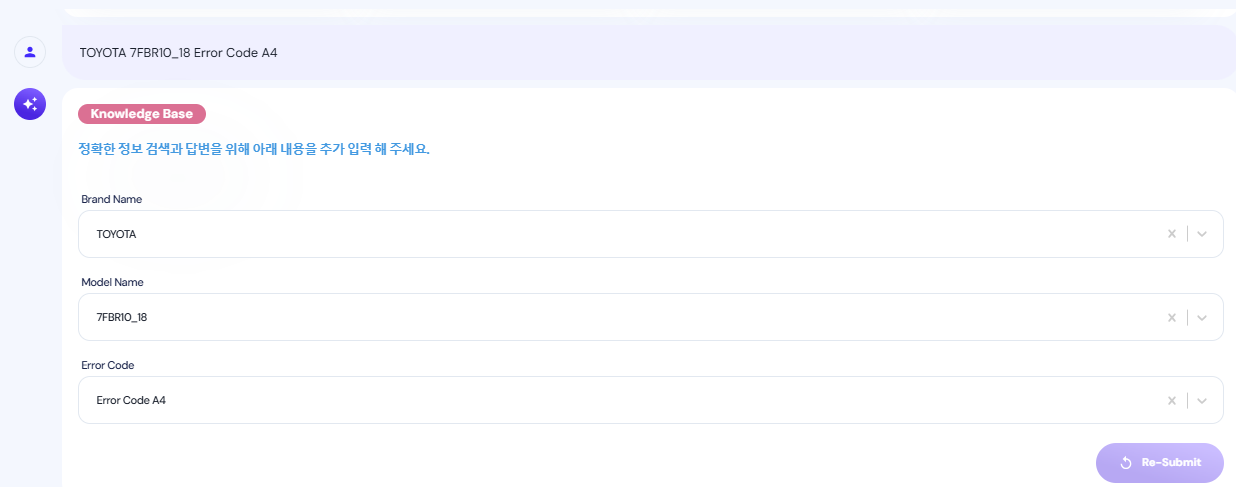 TOYOTA 7FBR10_18 Error Code A4
Knowledge Base
정확한 정보 검색과 답변을 위해 아래 내용을 추가 입력 해 주세요.
Brand Name
TOYOTA
Model Name
7FBR10_18
Error Code
Error Code A4
Re-Submit